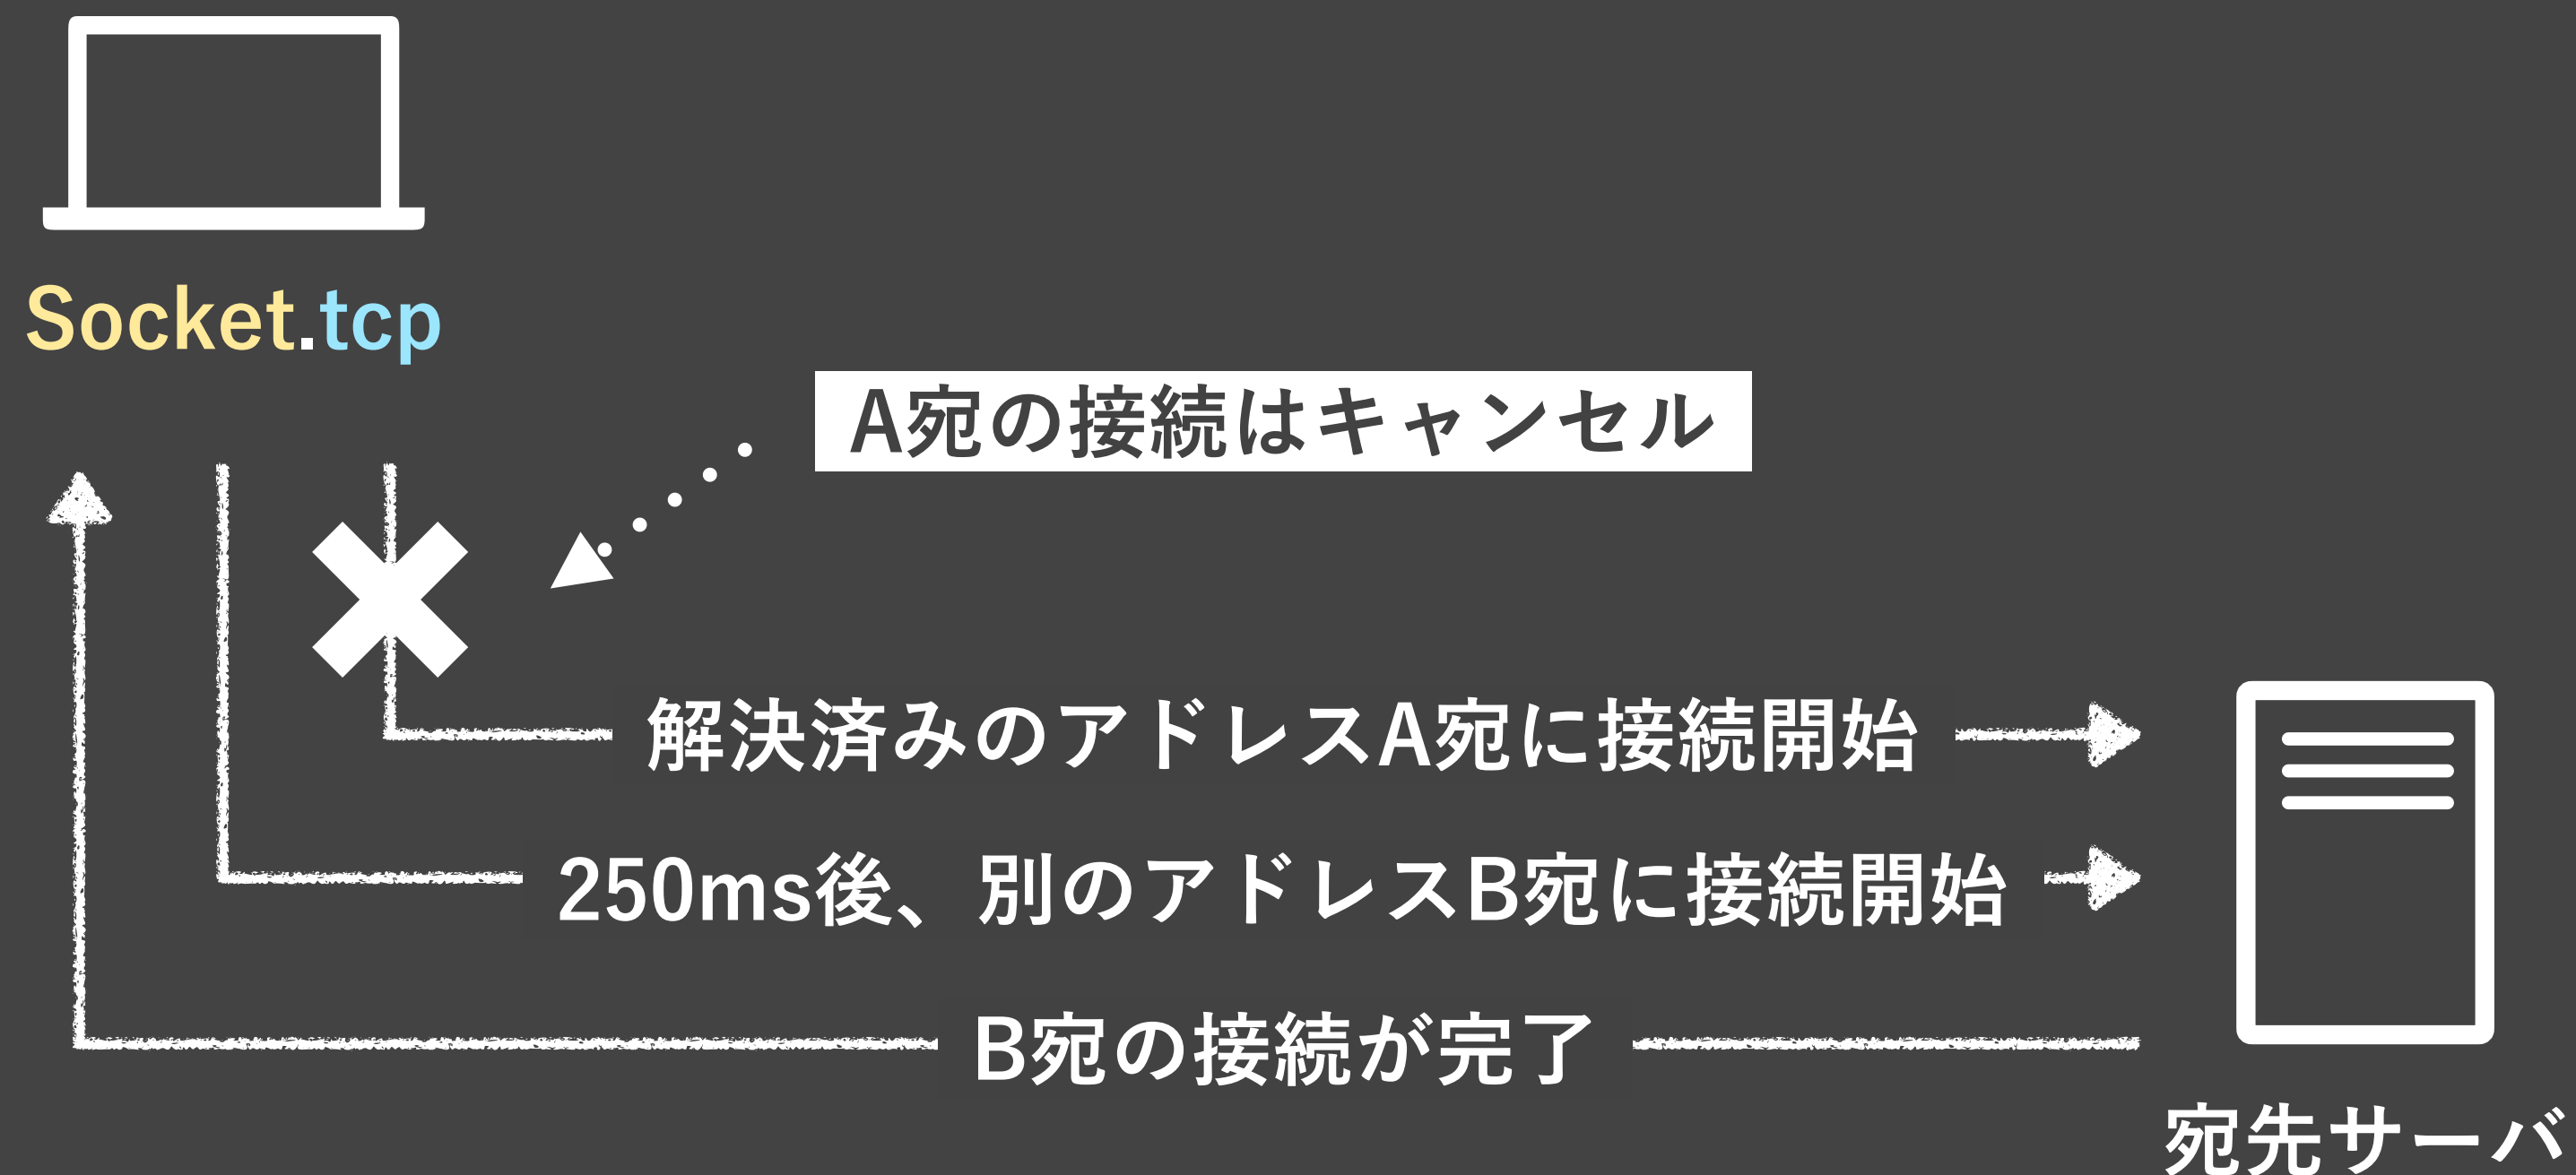 Socket.tcp
A宛の接続はキャンセル
解決済みのアドレスA宛に接続開始
250ms後、別のアドレスB宛に接続開始
B宛の接続が完了
宛先サーバ